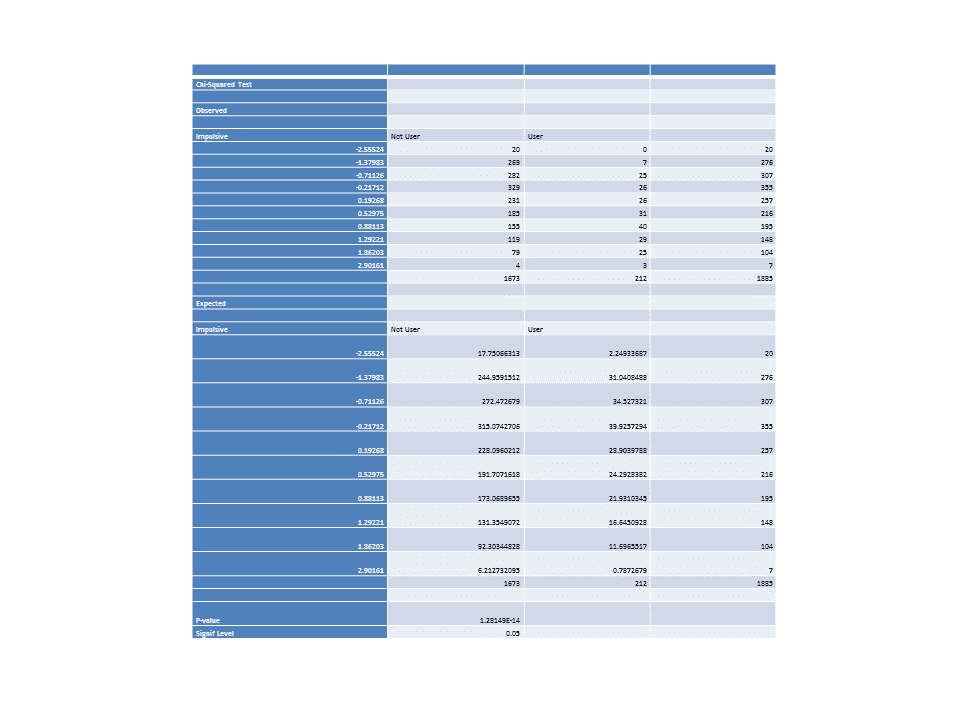 Chi-Squared Test
Observed
Impulsive Not User User
-2.55524 20 0 20
-1.37983 269 7 276
-0.71126 282 25 307
-0.21712 329 26 355
0.19268 231 26 257
0.52975 185 31 216
0.88113 155 40 195
1.29221 119 29 148
1.86203 79 25 104
2.90161 4 3 7
1673 212 1885
Expected
Impulsive Not User User
-2.55524 17.75066313 2.24933687 20
-1.37983 244.9591512 31.0408488 276
-0.71126 272.472679 34.527321 307
-0.21712 315.0742706 39.9257294 355
0.19268 228.0960212 28.9039788 257
0.52975 191.7071618 24.2928382 216
0.88113 173.0689655 21.9310345 195
1.29221 131.3549072 16.6450928 148
1.86203 92.30344828 11.6965517 104
2.90161 6.212732095 0.7872679 7
1673 212 1885
P-value 1.28149E-14
Signif Level 0.05